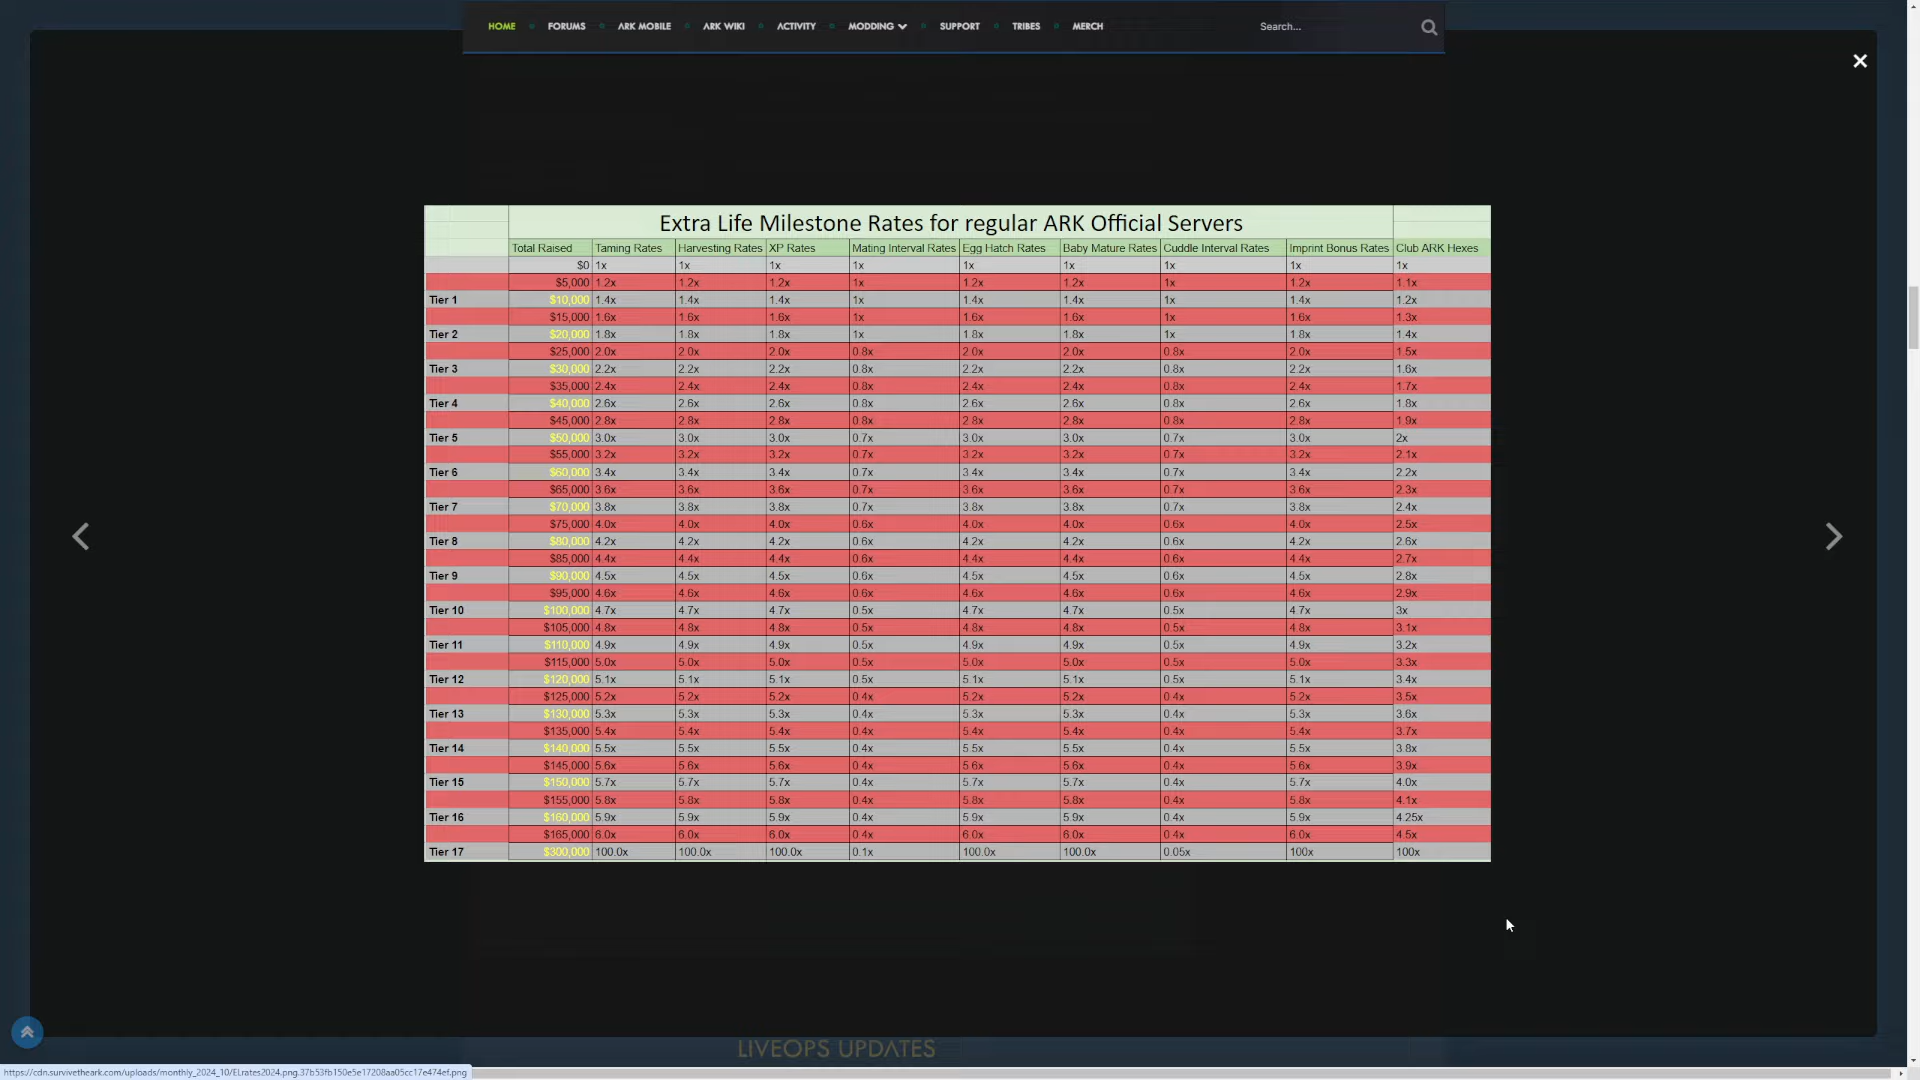 HOME FORUMS ARK MOBILE ARK WIKI ACTIVITY MODDING SUPPORT TRIBES MERCH Search...
Extra Life Milestone Rates for regular ARK Official Servers
Total Raised Taming Rates Harvesting Rates XP Rates Mating Interval Rates Egg Hatch Rates Baby Mature Rates Cuddle Interval Rates Imprint Bonus Rates Club ARK Hexes
$0 1x 1x 1x 1x 1x 1x 1x 1x 1x
$5,000 1.2x 1.2x 1.2x 1x 1.2x 1.2x 1x 1.2x 1.1x
Tier 1 $10,000 1.4x 1.4x 1.4x 1x 1.4x 1.4x 1x 1.4x 1.2x
$15,000 1.6x 1.6x 1.6x 1x 1.6x 1.6x 1x 1.6x 1.3x
Tier 2 $20,000 1.8x 1.8x 1.8x 1x 1.8x 1.8x 1x 1.8x 1.4x
$25,000 2.0x 2.0x 2.0x 0.8x 2.0x 2.0x 0.8x 2.0x 1.5x
Tier 3 $30,000 2.2x 2.2x 2.2x 0.8x 2.2x 2.2x 0.8x 2.2x 1.6x
$35,000 2.4x 2.4x 2.4x 0.8x 2.4x 2.4x 0.8x 2.4x 1.7x
Tier 4 $40,000 2.6x 2.6x 2.6x 0.8x 2.6x 2.6x 0.8x 2.6x 1.8x
$45,000 2.8x 2.8x 2.8x 0.8x 2.8x 2.8x 0.8x 2.8x 1.9x
Tier 5 $50,000 3.0x 3.0x 3.0x 0.7x 3.0x 3.0x 0.7x 3.0x 2x
$55,000 3.2x 3.2x 3.2x 0.7x 3.2x 3.2x 0.7x 3.2x 2.1x
Tier 6 $60,000 3.4x 3.4x 3.4x 0.7x 3.4x 3.4x 0.7x 3.4x 2.2x
$65,000 3.6x 3.6x 3.6x 0.7x 3.6x 3.6x 0.7x 3.6x 2.3x
Tier 7 $70,000 3.8x 3.8x 3.8x 0.7x 3.8x 3.8x 0.7x 3.8x 2.4x
$75,000 4.0x 4.0x 4.0x 0.6x 4.0x 4.0x 0.6x 4.0x 2.5x
Tier 8 $80,000 4.2x 4.2x 4.2x 0.6x 4.2x 4.2x 0.6x 4.2x 2.6x
$85,000 4.4x 4.4x 4.4x 0.6x 4.4x 4.4x 0.6x 4.4x 2.7x
Tier 9 $90,000 4.5x 4.5x 4.5x 0.6x 4.5x 4.5x 0.6x 4.5x 2.8x
$95,000 4.6x 4.6x 4.6x 0.6x 4.6x 4.6x 0.6x 4.6x 2.9x
Tier 10 $100,000 4.7x 4.7x 4.7x 0.5x 4.7x 4.7x 0.5x 4.7x 3x
$105,000 4.8x 4.8x 4.8x 0.5x 4.8x 4.8x 0.5x 4.8x 3.1x
Tier 11 $110,000 4.9x 4.9x 4.9x 0.5x 4.9x 4.9x 0.5x 4.9x 3.2x
$115,000 5.0x 5.0x 5.0x 0.5x 5.0x 5.0x 0.5x 5.0x 3.3x
Tier 12 $120,000 5.1x 5.1x 5.1x 0.5x 5.1x 5.1x 0.5x 5.1x 3.4x
$125,000 5.2x 5.2x 5.2x 0.4x 5.2x 5.2x 0.4x 5.2x 3.5x
Tier 13 $130,000 5.3x 5.3x 5.3x 0.4x 5.3x 5.3x 0.4x 5.3x 3.6x
$135,000 5.4x 5.4x 5.4x 0.4x 5.4x 5.4x 0.4x 5.4x 3.7x
Tier 14 $140,000 5.5x 5.5x 5.5x 0.4x 5.5x 5.5x 0.4x 5.5x 3.8x
$145,000 5.6x 5.6x 5.6x 0.4x 5.6x 5.6x 0.4x 5.6x 3.9x
Tier 15 $150,000 5.7x 5.7x 5.7x 0.4x 5.7x 5.7x 0.4x 5.7x 4.0x
$155,000 5.8x 5.8x 5.8x 0.4x 5.8x 5.8x 0.4x 5.8x 4.1x
Tier 16 $160,000 5.9x 5.9x 5.9x 0.4x 5.9x 5.9x 0.4x 5.9x 4.25x
$165,000 6.0x 6.0x 6.0x 0.4x 6.0x 6.0x 0.4x 6.0x 4.5x
Tier 17 $300,000 100.0x 100.0x 100.0x 0.1x 100.0x 100.0x 0.05x 100x 100x
LIVEOPS UPDATES
https://cdn.survivetheark.com/uploads/monthly_2024_10/ELrates2024.png.37b53fb150e5e17208aa05cc17e474ef.png